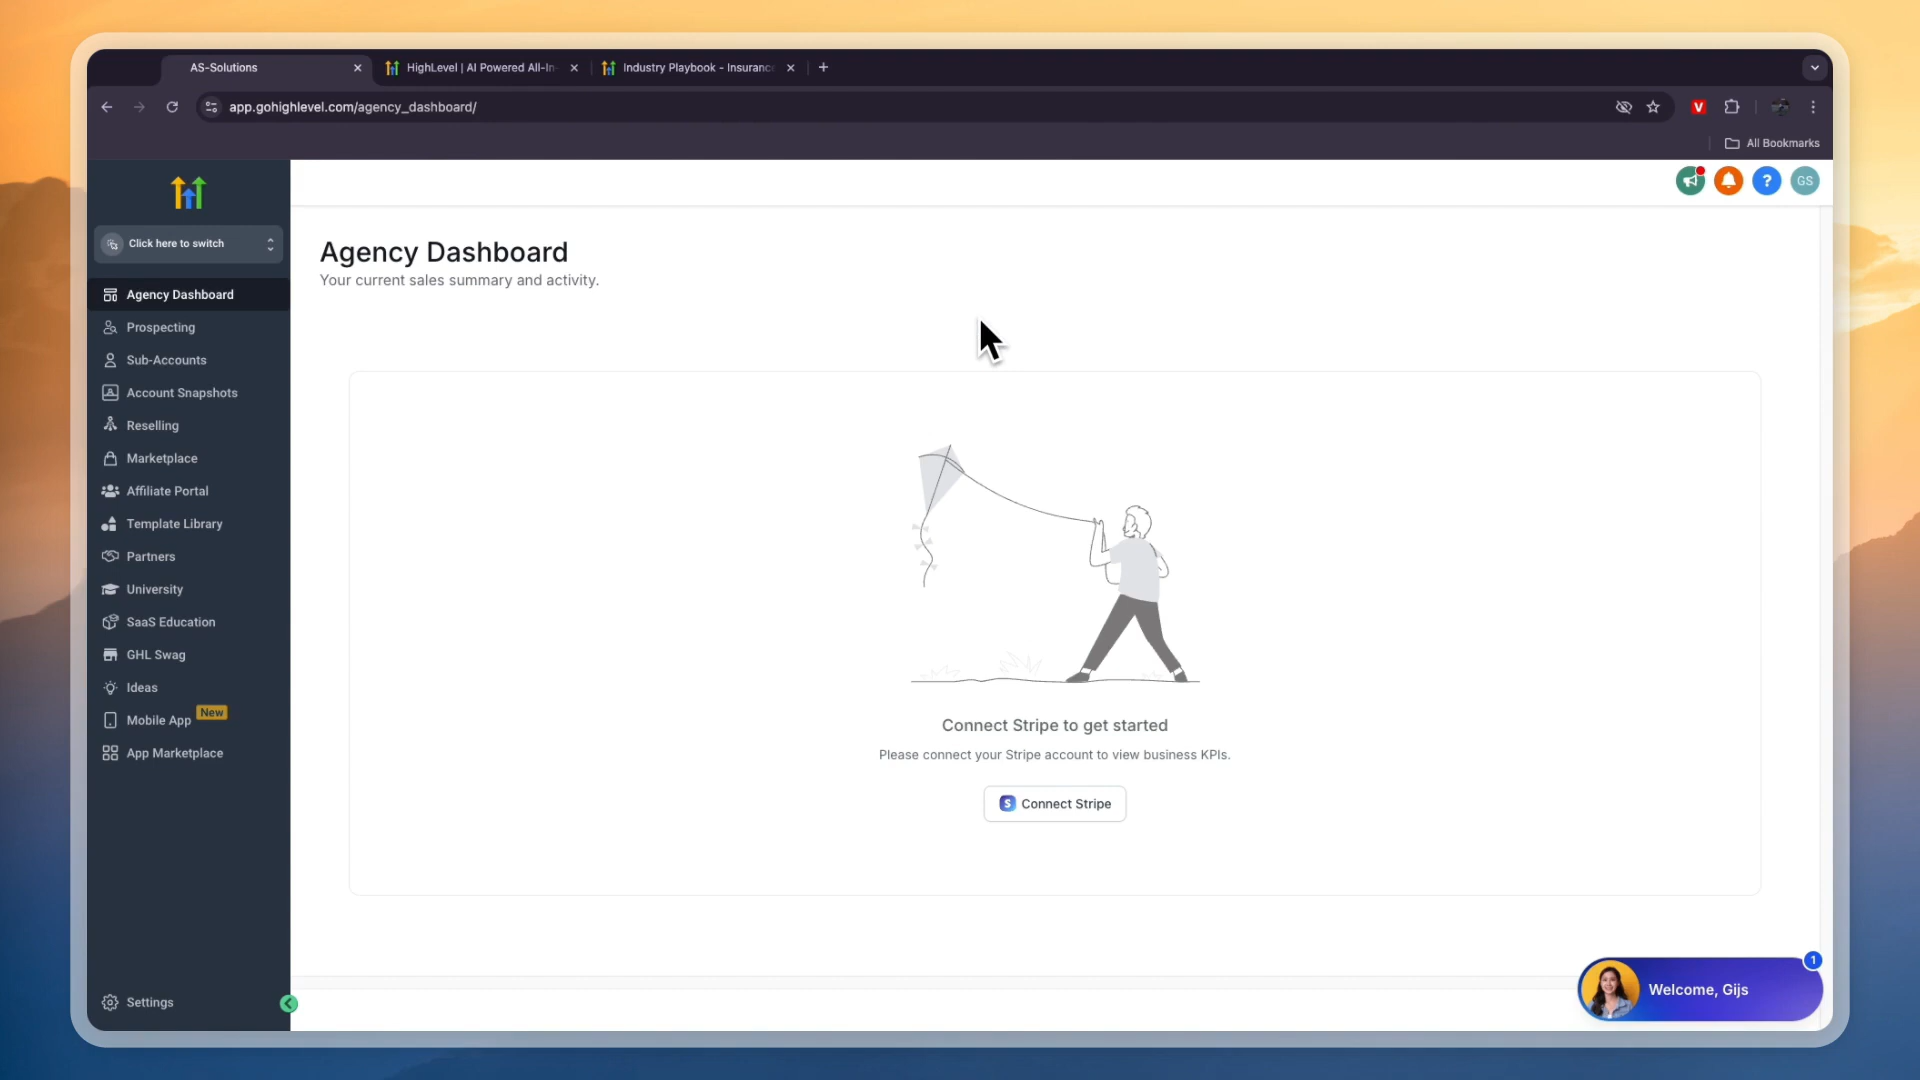 AS-Solutions
HighLevel | AI Powered All-In-
Industry Playbook - Insurance
app.gohighlevel.com/agency_dashboard/
V
All Bookmarks
Click here to switch
GS
Agency Dashboard
Prospecting
Sub-Accounts
Account Snapshots
Reselling
Marketplace
Affiliate Portal
Template Library
Partners
University
SaaS Education
GHL Swag
Ideas
Mobile App New
App Marketplace
Settings
Agency Dashboard
Your current sales summary and activity.
Connect Stripe to get started
Please connect your Stripe account to view business KPIs.
S Connect Stripe
Welcome, Gijs
1